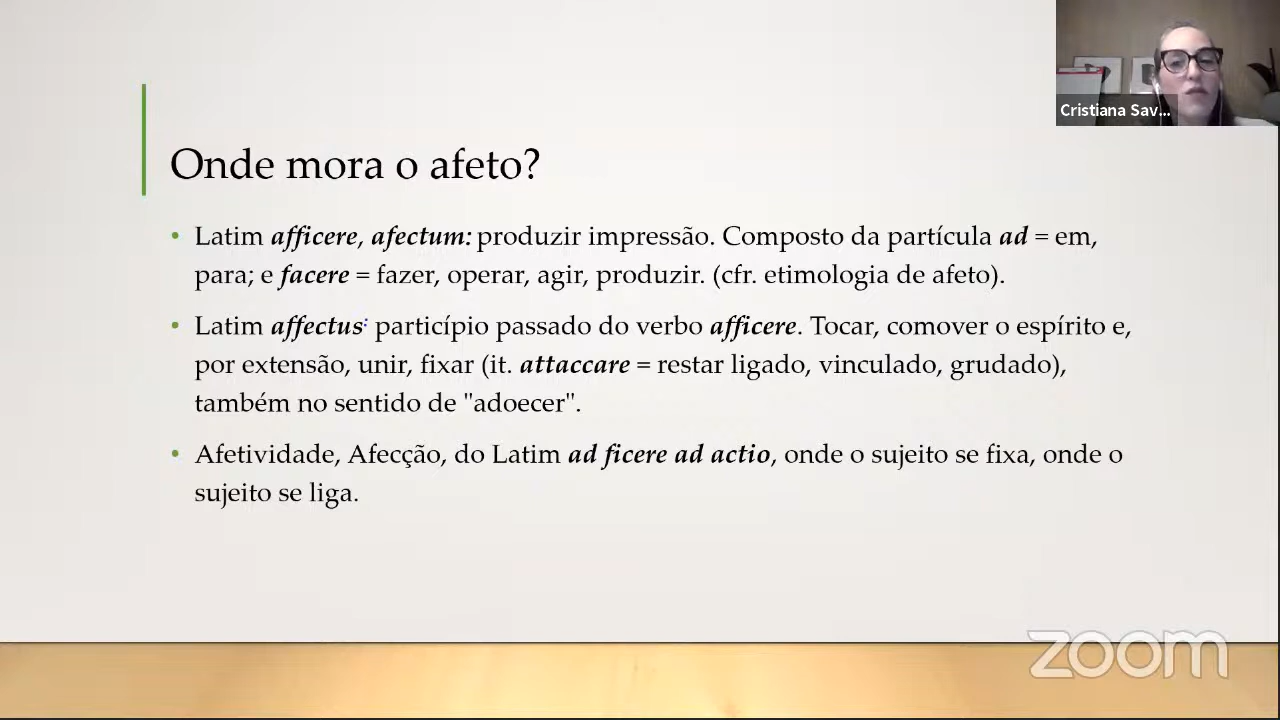 Cristiana Sav...
Onde mora o afeto?
• Latim afficere, afectum: produzir impressão. Composto da partícula ad = em,
para; e facere = fazer, operar, agir, produzir. (cfr. etimologia de afeto).
• Latim affectus: particípio passado do verbo afficere. Tocar, comover o espírito e,
por extensão, unir, fixar (it. attaccare = restar ligado, vinculado, grudado),
também no sentido de "adoecer".
• Afetividade, Afecção, do Latim ad ficere ad actio, onde o sujeito se fixa, onde o
sujeito se liga.
zoom